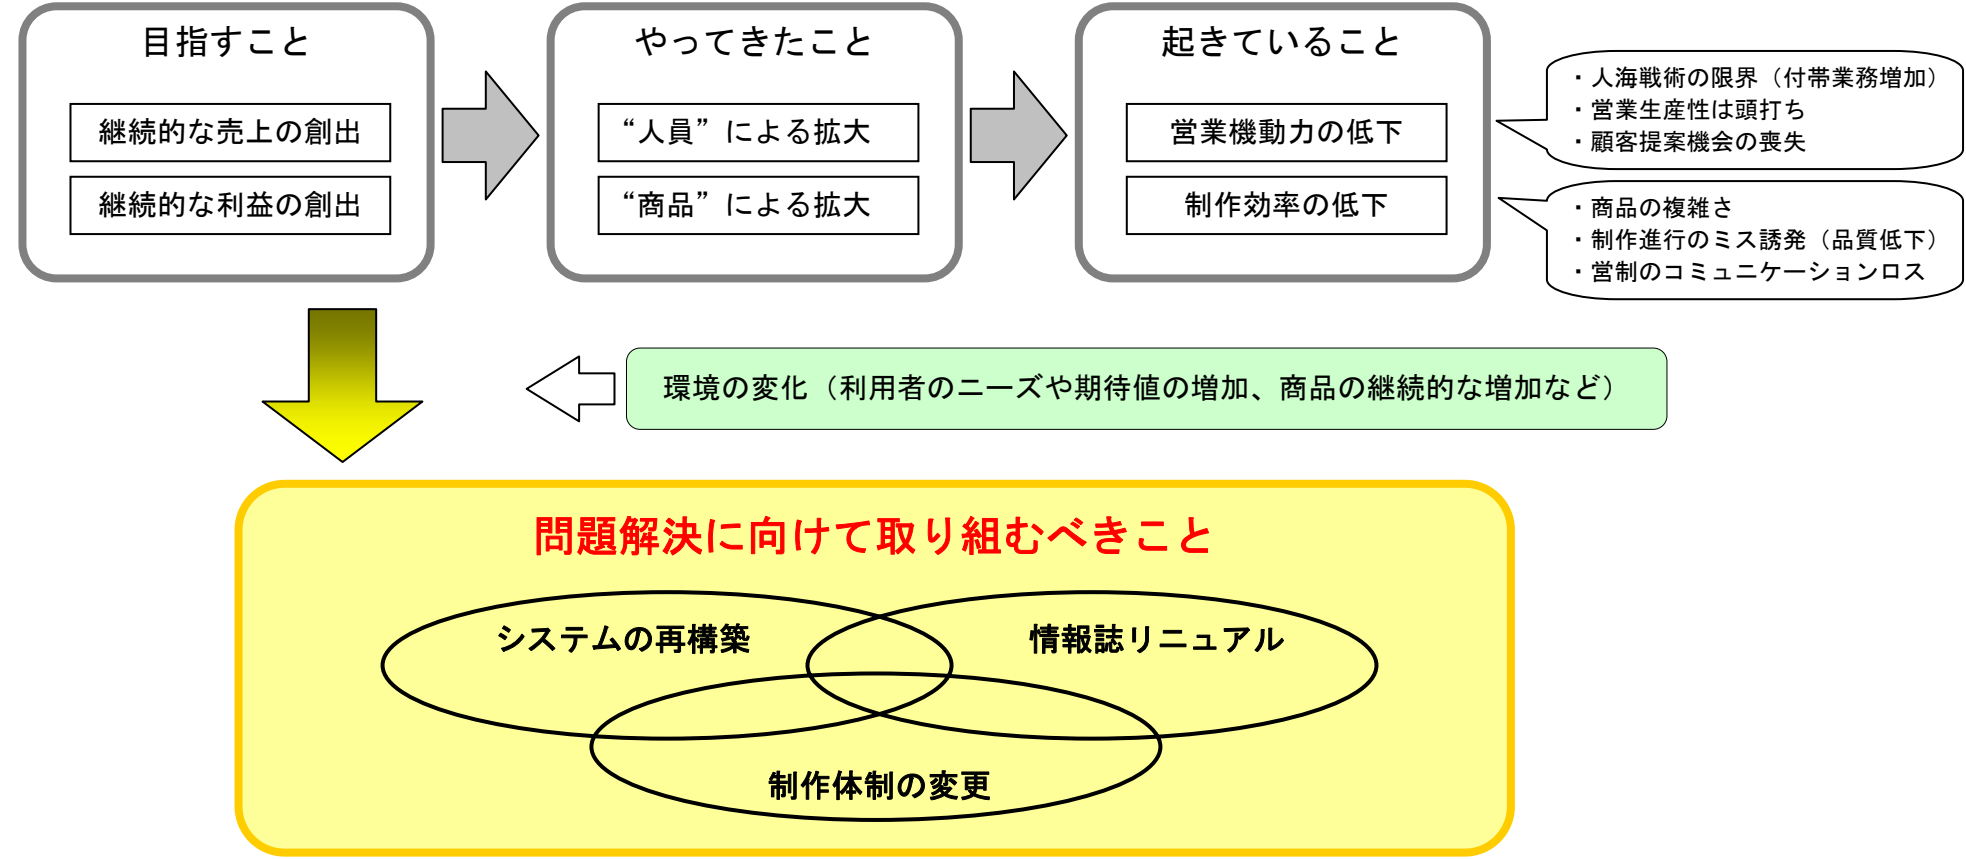 目指すこと
継続的な売上の創出
継続的な利益の創出
やってきたこと
“人員”による拡大
“商品”による拡大
起きていること
営業機動力の低下
制作効率の低下
・人海戦術の限界（付帯業務増加）
・営業生産性は頭打ち
・顧客提案機会の喪失
・商品の複雑さ
・制作進行のミス誘発（品質低下）
・営制のコミュニケーションロス
環境の変化（利用者のニーズや期待値の増加、商品の継続的な増加など）
問題解決に向けて取り組むべきこと
システムの再構築
情報誌リニュアル
制作体制の変更